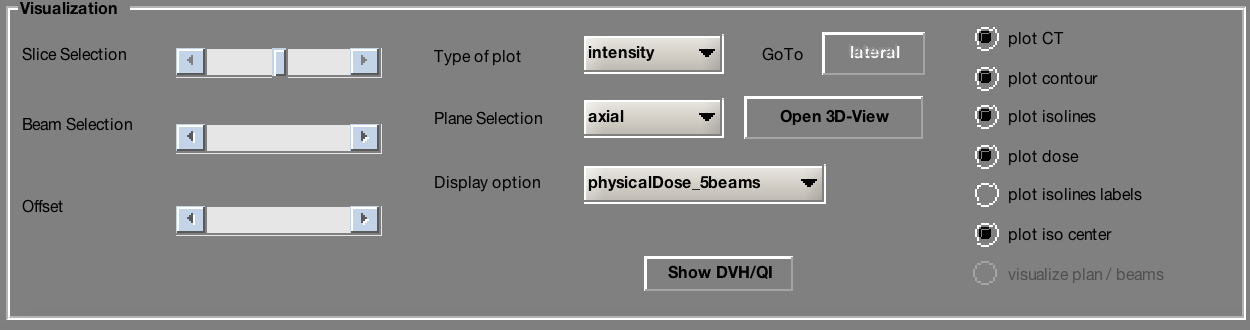 Visualization
Slice Selection
Beam Selection
Offset
Type of plot
intensity
GoTo
lateral
Plane Selection
axial
Open 3D-View
Display option
physicalDose_5beams
Show DVH/QI
plot CT
plot contour
plot isolines
plot dose
plot isolines labels
plot iso center
visualize plan / beams